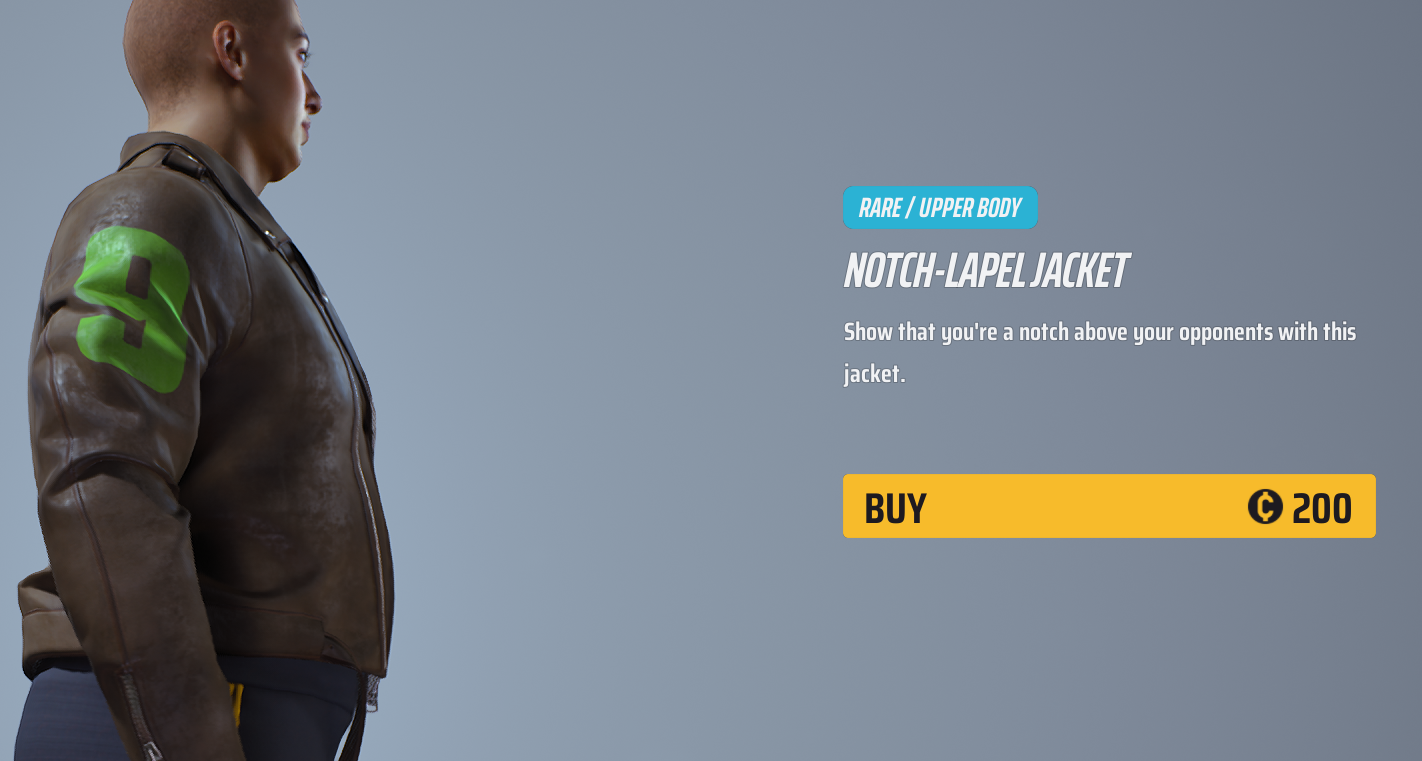 9
RARE / UPPER BODY
NOTCH-LAPEL JACKET
Show that you're a notch above your opponents with this
jacket.
BUY 200